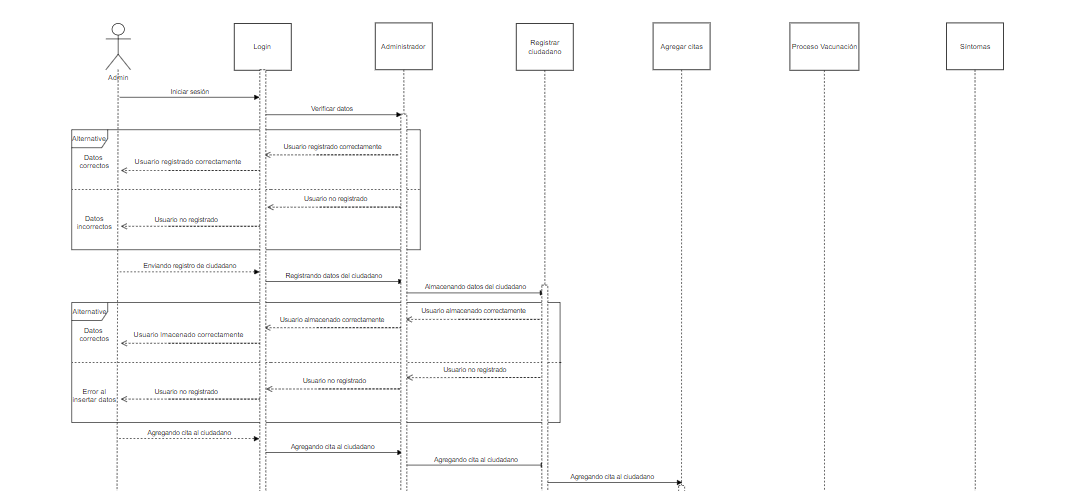 Admin
Login
Administrador
Registrar
ciudadano
Agregar citas
Proceso Vacunación
Síntomas
Iniciar sesión
Verificar datos
Alternative
Usuario registrado correctamente
Datos
correctos
Usuario registrado correctamente
Usuario no registrado
Datos
incorrectos
Usuario no registrado
Enviando registro de ciudadano
Registrando datos del ciudadano
Almacenando datos del ciudadano
Alternative
Usuario almacenado correctamente
Usuario almacenado correctamente
Datos
correctos
Usuario lmacenado correctamente
Usuario no registrado
Usuario no registrado
Error al
insertar datos
Usuario no registrado
Agregando cita al ciudadano
Agregando cita al ciudadano
Agregando cita al ciudadano
Agregando cita al ciudadano